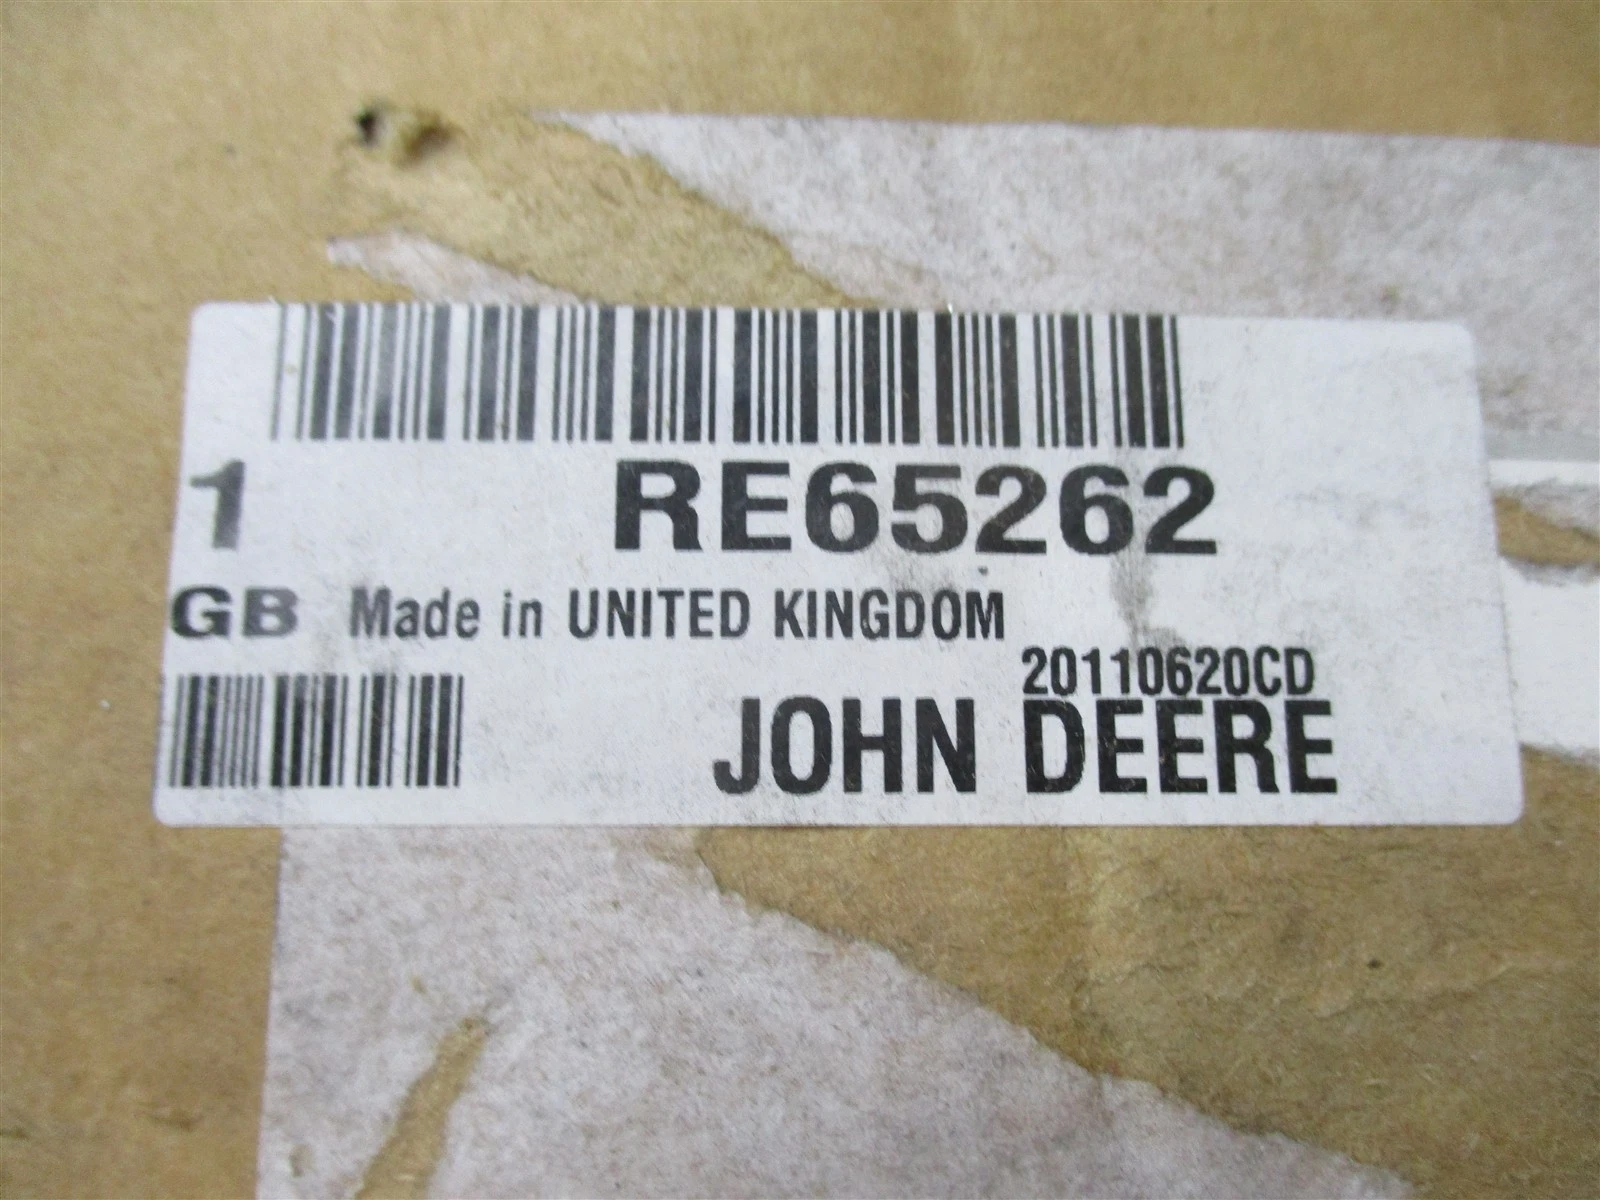 1 RE65262
GB Made in UNITED KINGDOM
20110620CD
JOHN DEERE